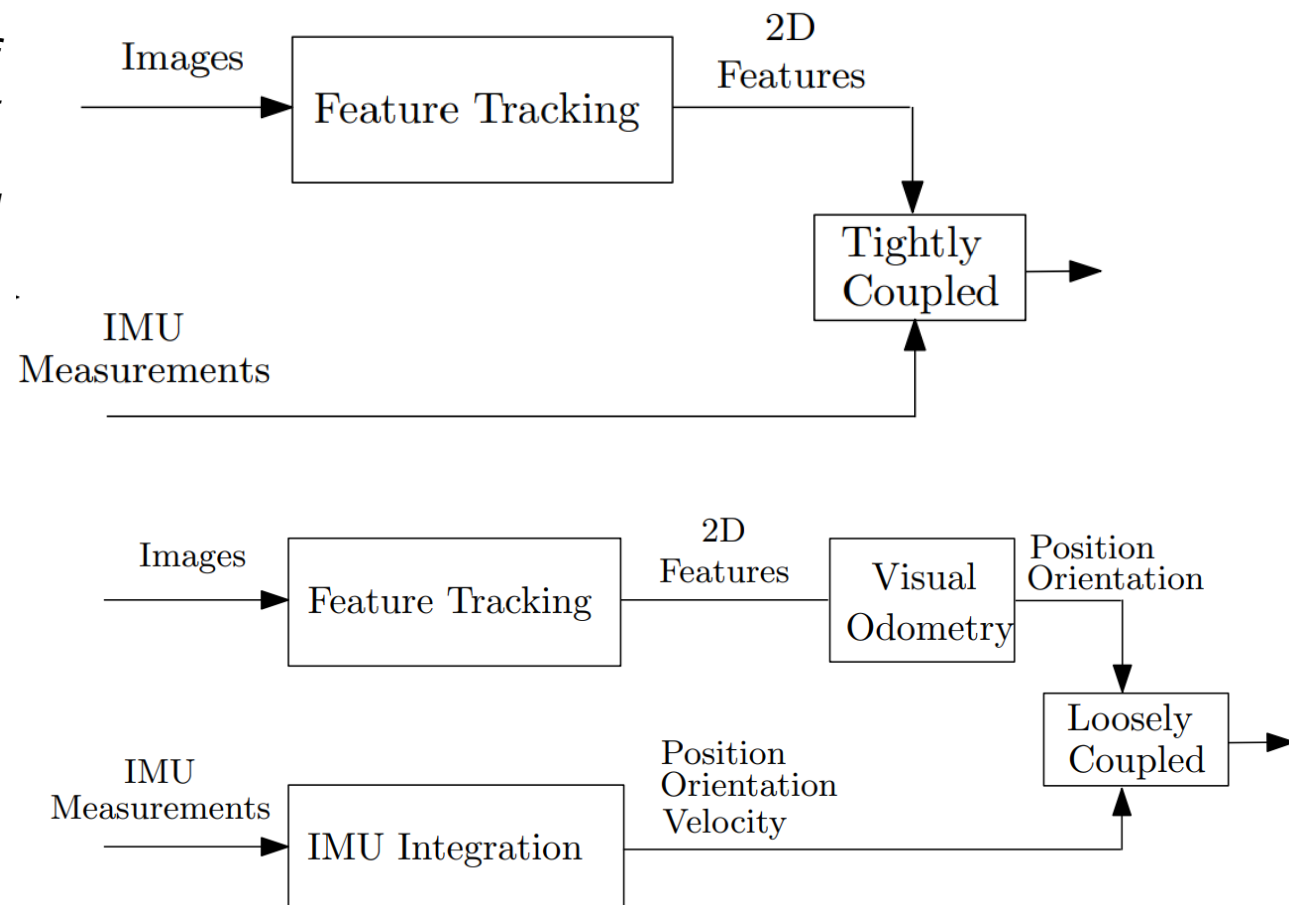 Images
Feature Tracking
2D
Features
Tightly
Coupled
IMU
Measurements
Images
Feature Tracking
2D
Features
Visual
Odometry
Position
Orientation
Loosely
Coupled
IMU
Measurements
IMU Integration
Position
Orientation
Velocity